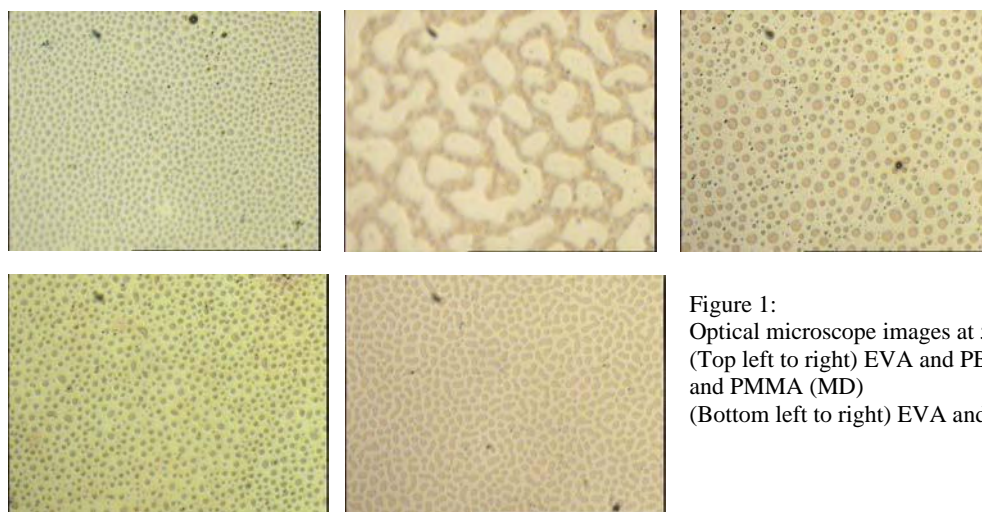 Figure 1:
Optical microscope images at
(Top left to right) EVA and
and PMMA (MD)
(Bottom left to right) EVA and